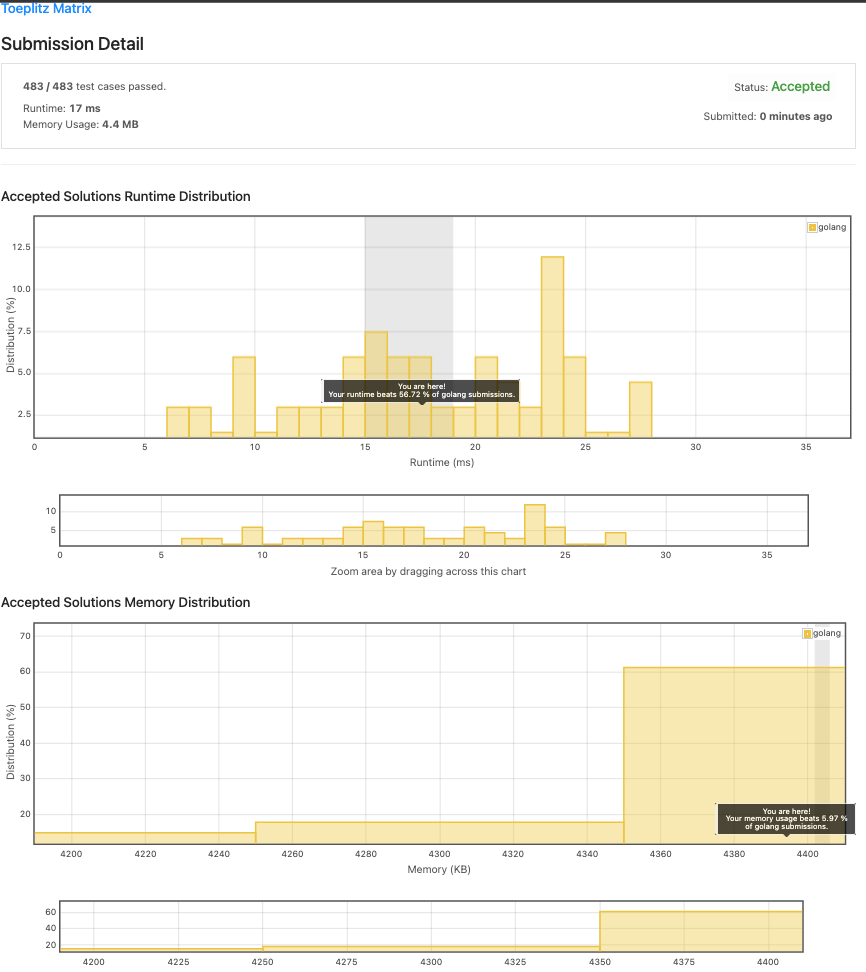 Toeplitz Matrix
Submission Detail
483 / 483 test cases passed.
Status: Accepted
Runtime: 17 ms
Memory Usage: 4.4 MB
Submitted: 0 minutes ago
Accepted Solutions Runtime Distribution
golang
12.5
10.0
7.5
5.0
2.5
Distribution (%)
You are here!
Your runtime beats 56.72 % of golang submissions.
0 5 10 15 20 25 30 35
Runtime (ms)
10
5
0 5 10 15 20 25 30 35
Zoom area by dragging across this chart
Accepted Solutions Memory Distribution
golang
70
60
50
40
30
20
Distribution (%)
You are here!
Your memory usage beats 5.97 %
of golang submissions.
4200 4220 4240 4260 4280 4300 4320 4340 4360 4380 4400
Memory (KB)
60
40
20
4200 4225 4250 4275 4300 4325 4350 4375 4400